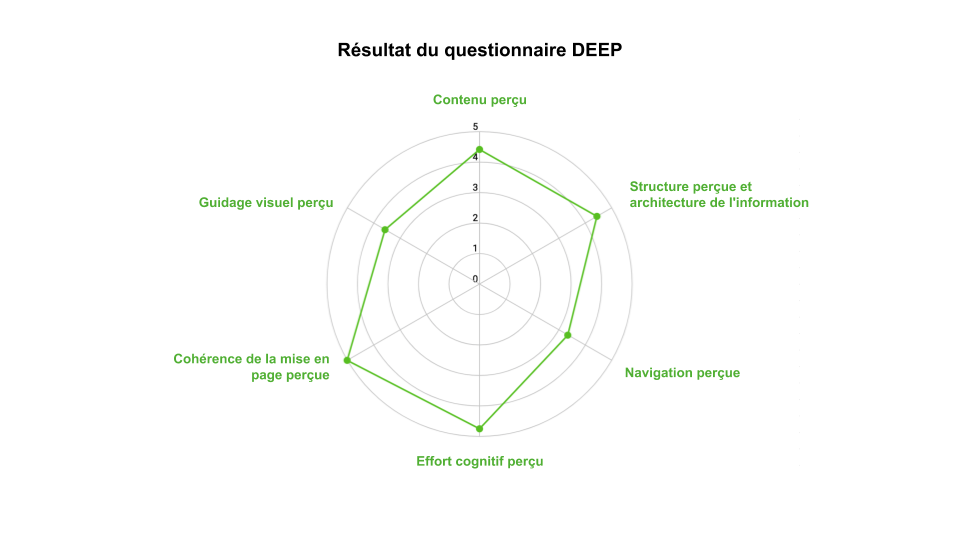 Résultat du questionnaire DEEP
Contenu perçu
5
4
3
2
1
0
Structure perçue et
architecture de l'information
Guidage visuel perçu
Cohérence de la mise en
page perçue
Navigation perçue
Effort cognitif perçu